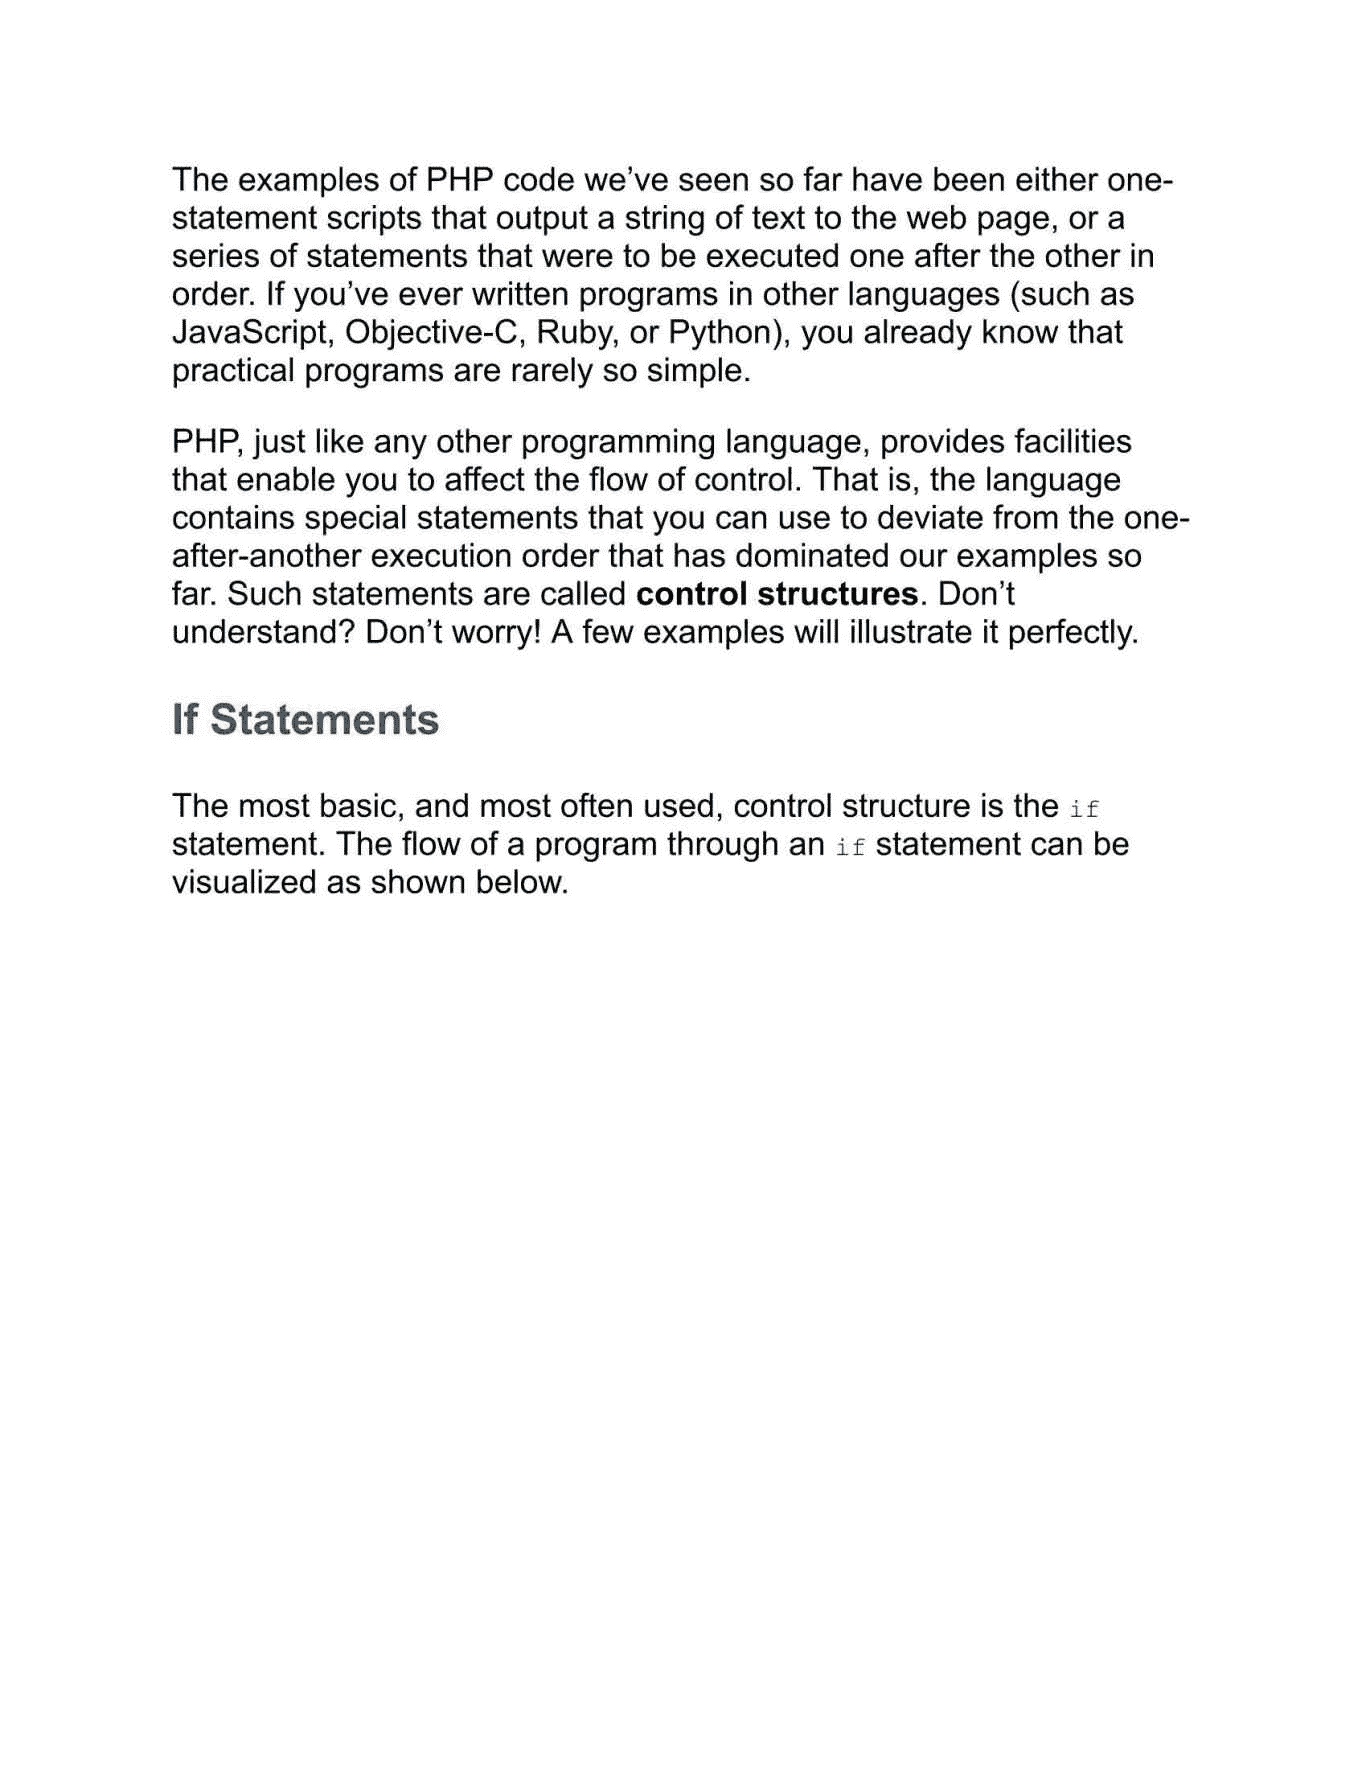 The examples of PHP code we’ve seen so far have been either one-
statement scripts that output a string of text to the web page, or a
series of statements that were to be executed one after the other in
order. If you’ve ever written programs in other languages (such as
JavaScript, Objective-C, Ruby, or Python), you already know that
practical programs are rarely so simple.
PHP, just like any other programming language, provides facilities
that enable you to affect the flow of control. That is, the language
contains special statements that you can use to deviate from the one-
after-another execution order that has dominated our examples so
far. Such statements are called control structures. Don’t
understand? Don’t worry! A few examples will illustrate it perfectly.
If Statements
The most basic, and most often used, control structure is the if
statement. The flow of a program through an if statement can be
visualized as shown below.